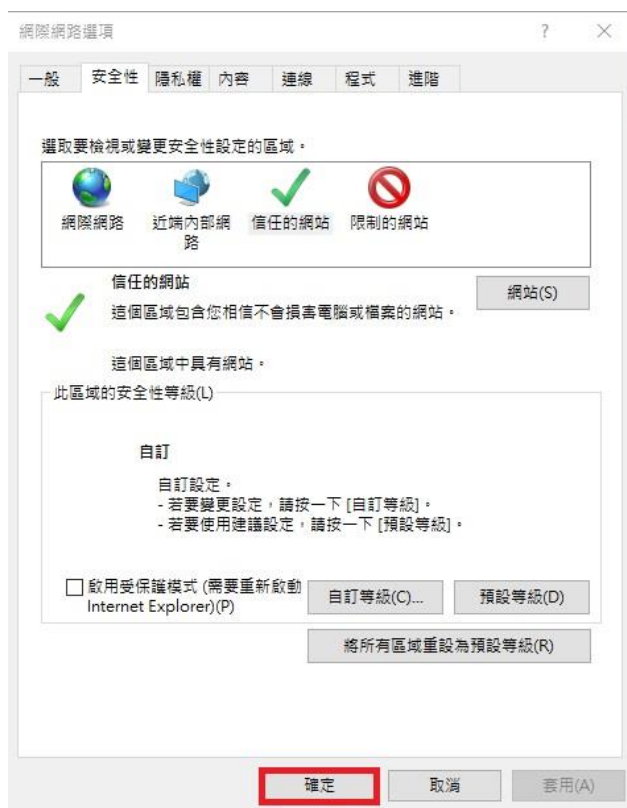 網際網路選項
一般 安全性 隱私權 內容 連線 程式 進階
選取要檢視或變更安全性設定的區域。
網際網路 近端內部網路 信任的網站 限制的網站
信任的網站
網站(S)
這個區域包含您相信不會損害電腦或檔案的網站。
這個區域中具有網站。
此區域的安全性等級(L)
自訂
自訂設定。
- 若要變更設定，請按一下 [自訂等級]。
- 若要使用建議設定，請按一下 [預設等級]。
啟用受保護模式 (需要重新啟動
Internet Explorer)(P)
自訂等級(C)... 預設等級(D)
將所有區域重設為預設等級(R)
確定 取消 套用(A)